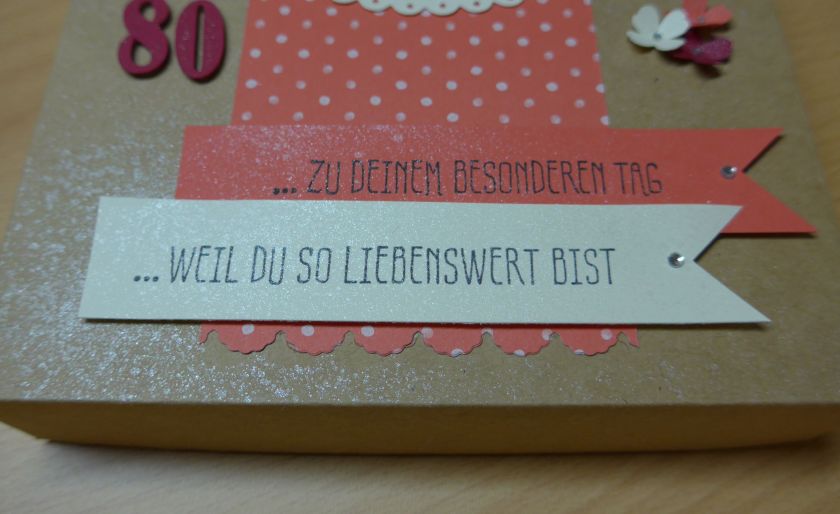 80
... ZU DEINEM BESONDEREN TAG
... WEIL DU SO LIEBENSWERT BIST